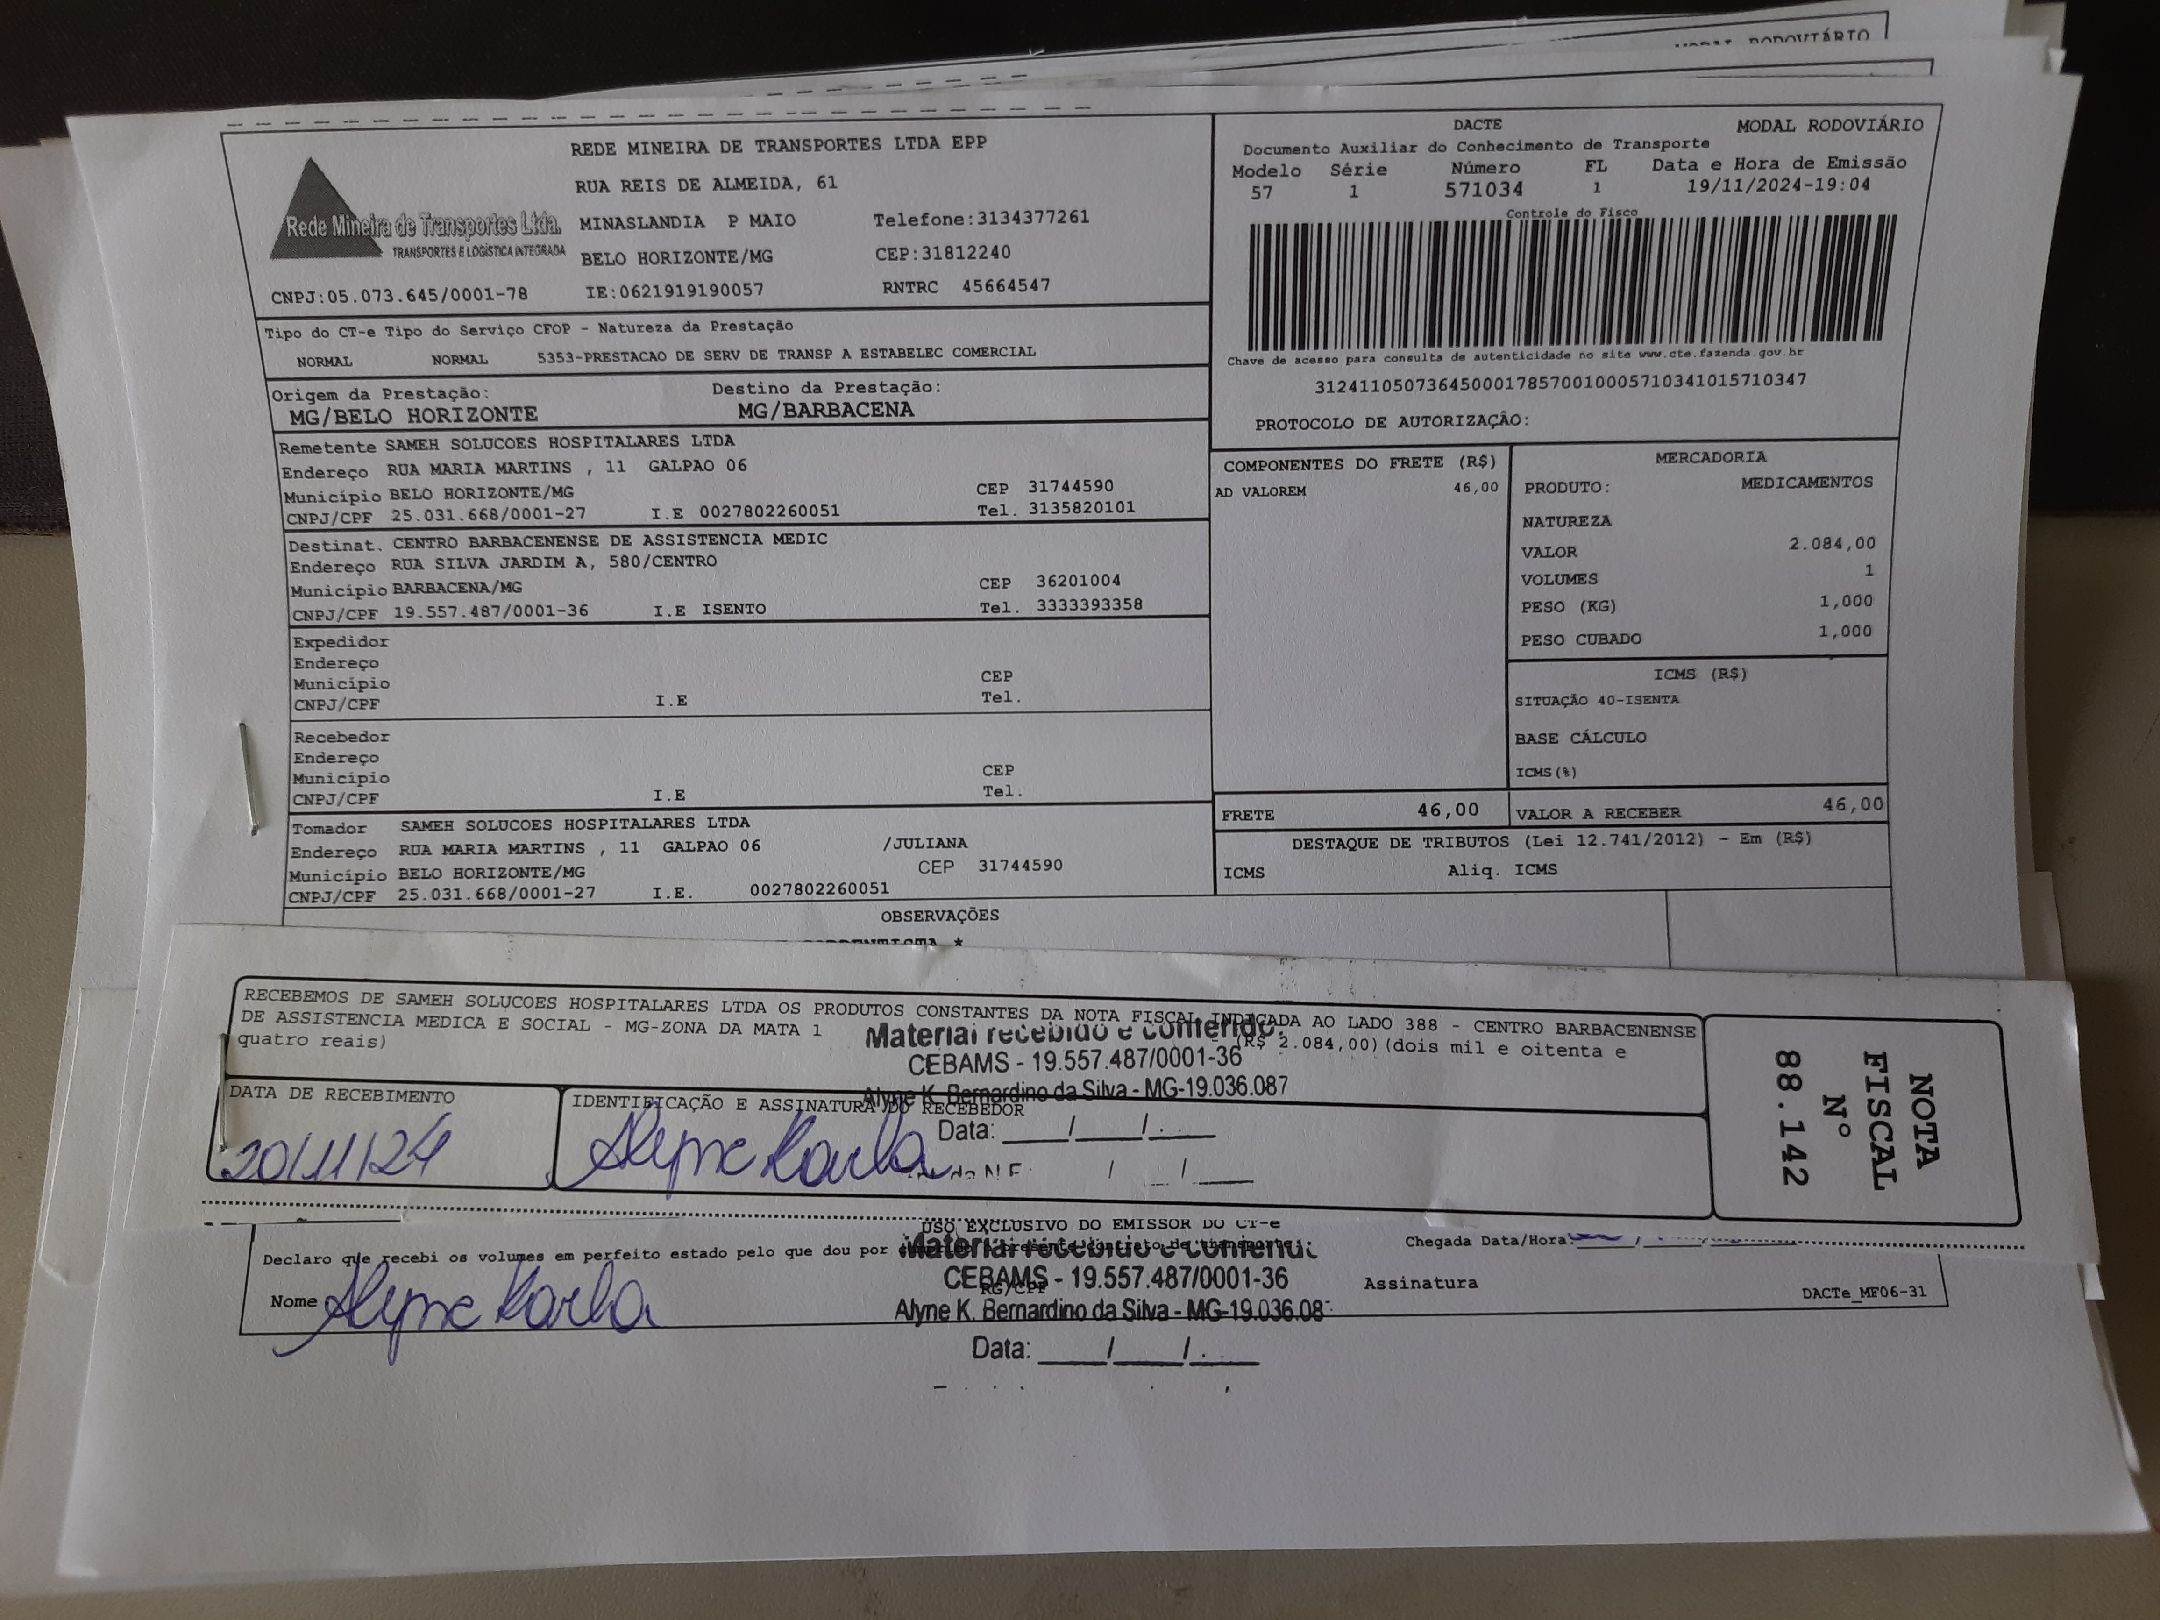 MODAL RODOVIÁRIO
REDE MINEIRA DE TRANSPORTES LTDA EPP
RUA REIS DE ALMEIDA, 61
Rede Mineira de Transportes Ltda.
TRANSPORTES E LOGÍSTICA INTEGRADA
MINASLANDIA P MAIO Telefone:3134377261
BELO HORIZONTE/MG CEP:31812240
CNPJ:05.073.645/0001-78 IE:0621919190057 RNTRC 45664547
DACTE MODAL RODOVIÁRIO
Documento Auxiliar do Conhecimento de Transporte
Modelo Série Número FL Data e Hora de Emissão
57 1 571034 1 19/11/2024-19:04
Controle do Fisco
Chave de acesso para consulta de autenticidade no site www.cte.fazenda.gov.br
31241105073645000178570010005710341015710347
PROTOCOLO DE AUTORIZAÇÃO:
Tipo do CT-e Tipo do Serviço CFOP - Natureza da Prestação
NORMAL NORMAL 5353-PRESTACAO DE SERV DE TRANSP A ESTABELEC COMERCIAL
Origem da Prestação: Destino da Prestação:
MG/BELO HORIZONTE MG/BARBACENA
Remetente SAMEH SOLUCOES HOSPITALARES LTDA
Endereço RUA MARIA MARTINS , 11 GALPAO 06
Município BELO HORIZONTE/MG CEP 31744590
CNPJ/CPF 25.031.668/0001-27 I.E 0027802260051 Tel. 3135820101
Destinat. CENTRO BARBACENENSE DE ASSISTENCIA MEDIC
Endereço RUA SILVA JARDIM A, 580/CENTRO
Município BARBACENA/MG CEP 36201004
CNPJ/CPF 19.557.487/0001-36 I.E ISENTO Tel. 3333393358
Expedidor
Endereço
Município CEP
CNPJ/CPF I.E Tel.
Recebedor
Endereço
Município CEP
CNPJ/CPF I.E Tel.
Tomador SAMEH SOLUCOES HOSPITALARES LTDA
Endereço RUA MARIA MARTINS , 11 GALPAO 06 /JULIANA
Município BELO HORIZONTE/MG CEP 31744590
CNPJ/CPF 25.031.668/0001-27 I.E. 0027802260051
COMPONENTES DO FRETE (R$)
AD VALOREM 46,00
MERCADORIA
PRODUTO: MEDICAMENTOS
NATUREZA
VALOR 2.084,00
VOLUMES 1
PESO (KG) 1,000
PESO CUBADO 1,000
ICMS (R$)
SITUAÇÃO 40-ISENTA
BASE CÁLCULO
ICMS(%)
FRETE 46,00 VALOR A RECEBER 46,00
DESTAQUE DE TRIBUTOS (Lei 12.741/2012) - Em (R$)
ICMS Aliq. ICMS
OBSERVAÇÕES
RECEBEMOS DE SAMEH SOLUCOES HOSPITALARES LTDA OS PRODUTOS CONSTANTES DA NOTA FISCAL INDICADA AO LADO 388 - CENTRO BARBACENENSE
DE ASSISTENCIA MEDICA E SOCIAL - MG-ZONA DA MATA 1 - (R$ 2.084,00)(dois mil e oitenta e
quatro reais)
Material recebido e conferido.
CEBAMS - 19.557.487/0001-36
Alyne K. Bernardino da Silva - MG-19.036.087
Data: ___/___/___
DATA DE RECEBIMENTO
20/11/24
IDENTIFICAÇÃO E ASSINATURA DO RECEBEDOR
Alyne Karla
NOTA
FISCAL
Nº
88.142
USO EXCLUSIVO DO EMISSOR DO CT-e
Declaro que recebi os volumes em perfeito estado pelo que dou por
Chegada Data/Hora:
Material recebido e
CEBAMS - 19.557.487/0001-36
RG/CPF
Assinatura
Nome Alyne Karla
Alyne K. Bernardino da Silva - MG-19.036.08
DACTe_MF06-31
Data: ___/___/___